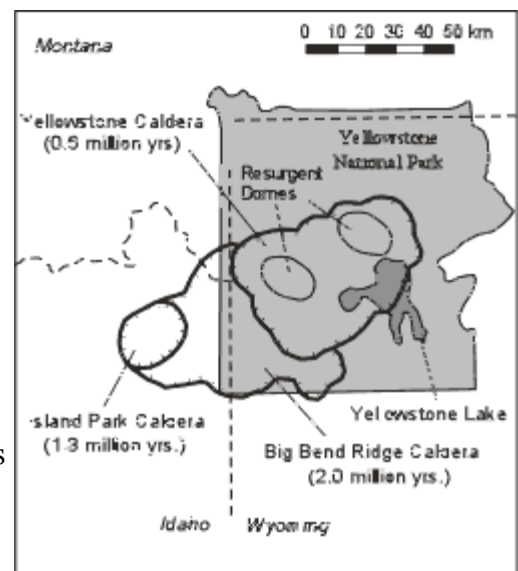 Montana
0 10 20 30 40 50 km
Yellowstone Caldera
(0.6 million yrs.)
Yellowstone
National Park
Resurgent
Domes
Island Park Caldera
(1.3 million yrs.)
Yellowstone Lake
Big Bend Ridge Caldera
(2.0 million yrs.)
s
Idaho
Wyoming